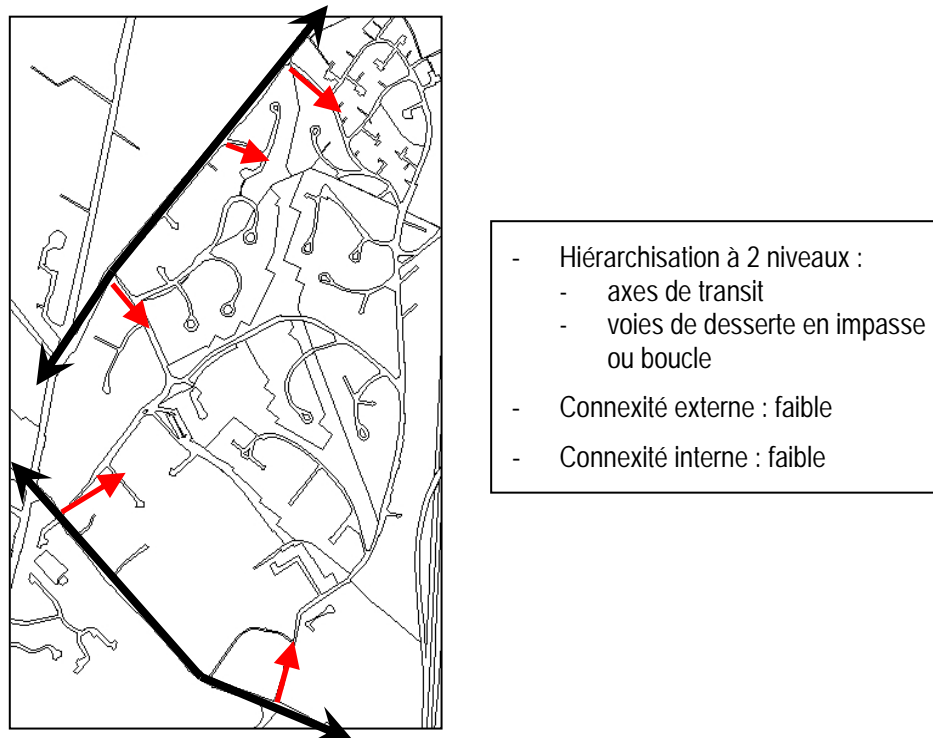 - Hiérarchisation à 2 niveaux :
- axes de transit
- voies de desserte en impasse
ou boucle
- Connexité externe : faible
- Connexité interne : faible